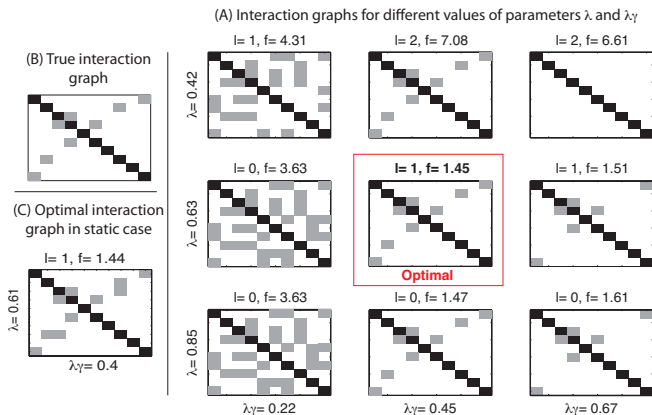 (A) Interaction graphs for different values of parameters λ and λγ
(B) True interaction
graph
(C) Optimal interaction
graph in static case
l= 1, f= 1.44
λ= 0.61
λγ= 0.4
l= 1, f= 4.31
l= 2, f= 7.08
l= 2, f= 6.61
λ= 0.42
l= 0, f= 3.63
l= 1, f= 1.45
l= 1, f= 1.51
λ= 0.63
Optimal
l= 0, f= 3.63
l= 0, f= 1.47
l= 0, f= 1.61
λ= 0.85
λγ= 0.22
λγ= 0.45
λγ= 0.67